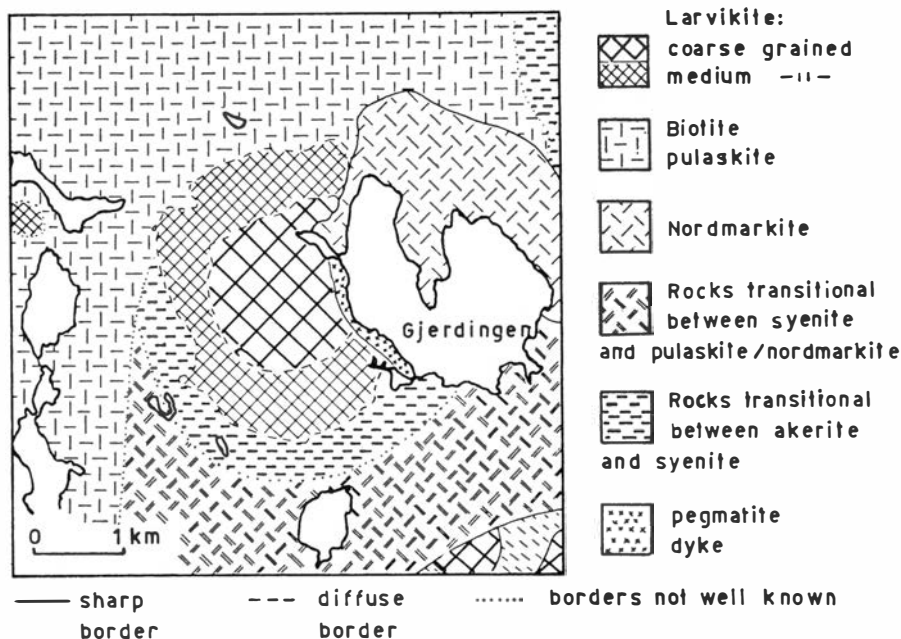 Larvikite:
coarse grained
medium -ıı-
Biotite
pulaskite
Nordmarkite
Rocks transitional
between syenite
and pulaskite/nordmarkite
Rocks transitional
between akerite
and syenite
pegmatite
dyke
Gjerdingen
0 1 km
sharp
border
diffuse
border
borders not well known